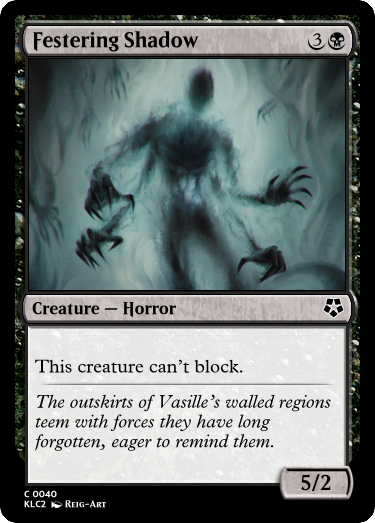 Festering Shadow 3
Creature — Horror
This creature can't block.
The outskirts of Vasille's walled regions
teem with forces they have long
forgotten, eager to remind them.
5/2
C 0040
KLC2 Reig-Art